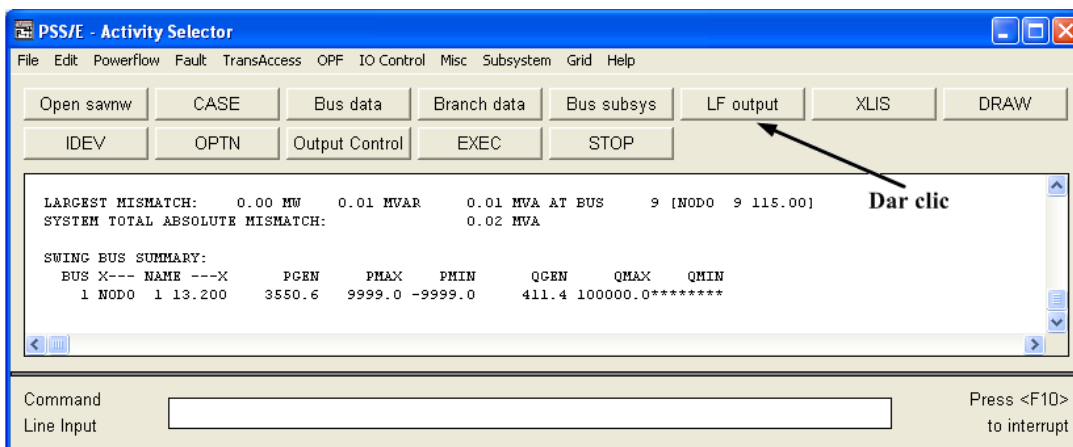 PSS/E - Activity Selector
File Edit Powerflow Fault TransAccess OPF IO Control Misc Subsystem Grid Help
Open savnw CASE Bus data Branch data Bus subsys LF output XLIS DRAW
IDEV OPTN Output Control EXEC STOP
LARGEST MISMATCH: 0.00 MW 0.01 MVAR 0.01 MVA AT BUS 9 [NODO 9 115.00]
Dar clic
SYSTEM TOTAL ABSOLUTE MISMATCH: 0.02 MVA
SWING BUS SUMMARY:
BUS X--- NAME ---X PGEN PMAX PMIN QGEN QMAX QMIN
1 NODO 1 13.200 3550.6 9999.0 -9999.0 411.4 100000.0********
Command
Line Input
Press <F10>
to interrupt